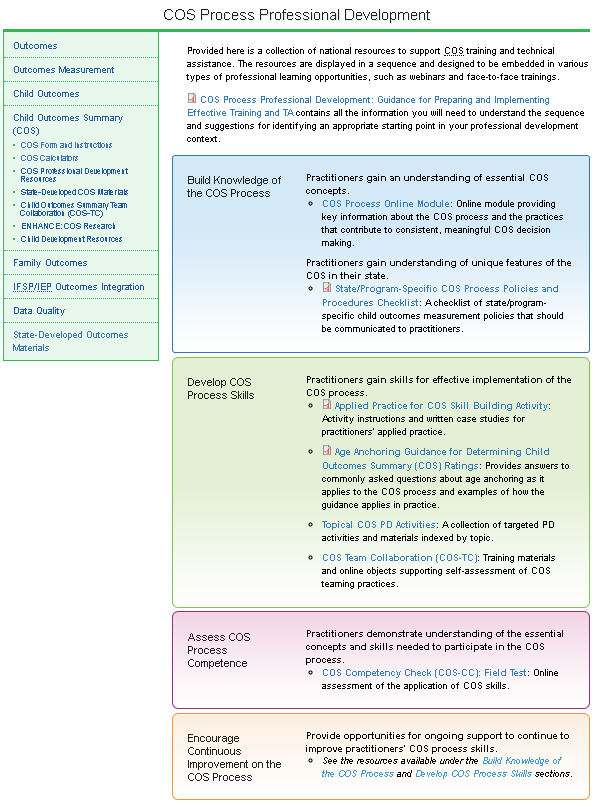 COS Process Professional Development
Outcomes
Outcomes Measurement
Child Outcomes
Child Outcomes Summary
(COS)
COS Form and Instructions
COS Calculators
COS Professional Development
Resources
State-Developed COS Materials
Child Outcomes Summary Team
Collaboration (COS-TC)
ENHANCE: COS Research
Child Development Resources
Family Outcomes
IFSP/IEP Outcomes Integration
Data Quality
State-Developed Outcomes
Materials
Provided here is a collection of national resources to support COS training and technical
assistance. The resources are displayed in a sequence and designed to be embedded in various
types of professional learning opportunities, such as webinars and face-to-face trainings.
COS Process Professional Development: Guidance for Preparing and Implementing
Effective Training and TA contains all the information you will need to understand the sequence
and suggestions for identifying an appropriate starting point in your professional development
context.
Build Knowledge of
the COS Process
Practitioners gain an understanding of essential COS
concepts.
COS Process Online Module: Online module providing
key information about the COS process and the practices
that contribute to consistent, meaningful COS decision
making.
Practitioners gain understanding of unique features of the
COS in their state.
State/Program-Specific COS Process Policies and
Procedures Checklist: A checklist of state/program-
specific child outcomes measurement policies that should
be communicated to practitioners.
Develop COS
Process Skills
Practitioners gain skills for effective implementation of the
COS process.
Applied Practice for COS Skill Building Activity:
Activity instructions and written case studies for
practitioners' applied practice.
Age Anchoring Guidance for Determining Child
Outcomes Summary (COS) Ratings: Provides answers to
commonly asked questions about age anchoring as it
applies to the COS process and examples of how the
guidance applies in practice.
Topical COS PD Activities: A collection of targeted PD
activities and materials indexed by topic.
COS Team Collaboration (COS-TC): Training materials
and online objects supporting self-assessment of COS
teaming practices.
Assess COS
Process
Competence
Practitioners demonstrate understanding of the essential
concepts and skills needed to participate in the COS
process.
COS Competency Check (COS-CC): Field Test: Online
assessment of the application of COS skills.
Encourage
Continuous
Improvement on the
COS Process
Provide opportunities for ongoing support to continue to
improve practitioners' COS process skills.
See the resources available under the Build Knowledge of
the COS Process and Develop COS Process Skills sections.